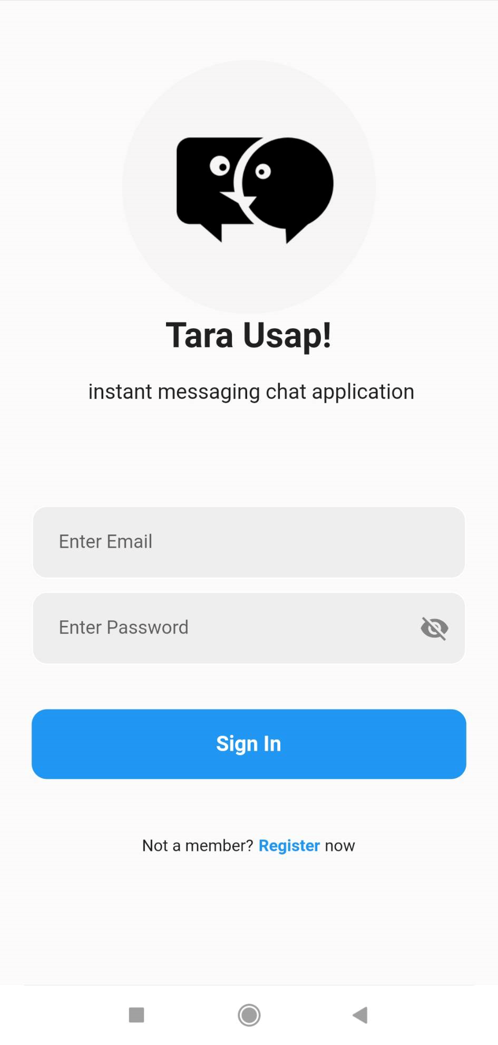 Tara Usap!
instant messaging chat application
Enter Email
Enter Password
Sign In
Not a member? Register now